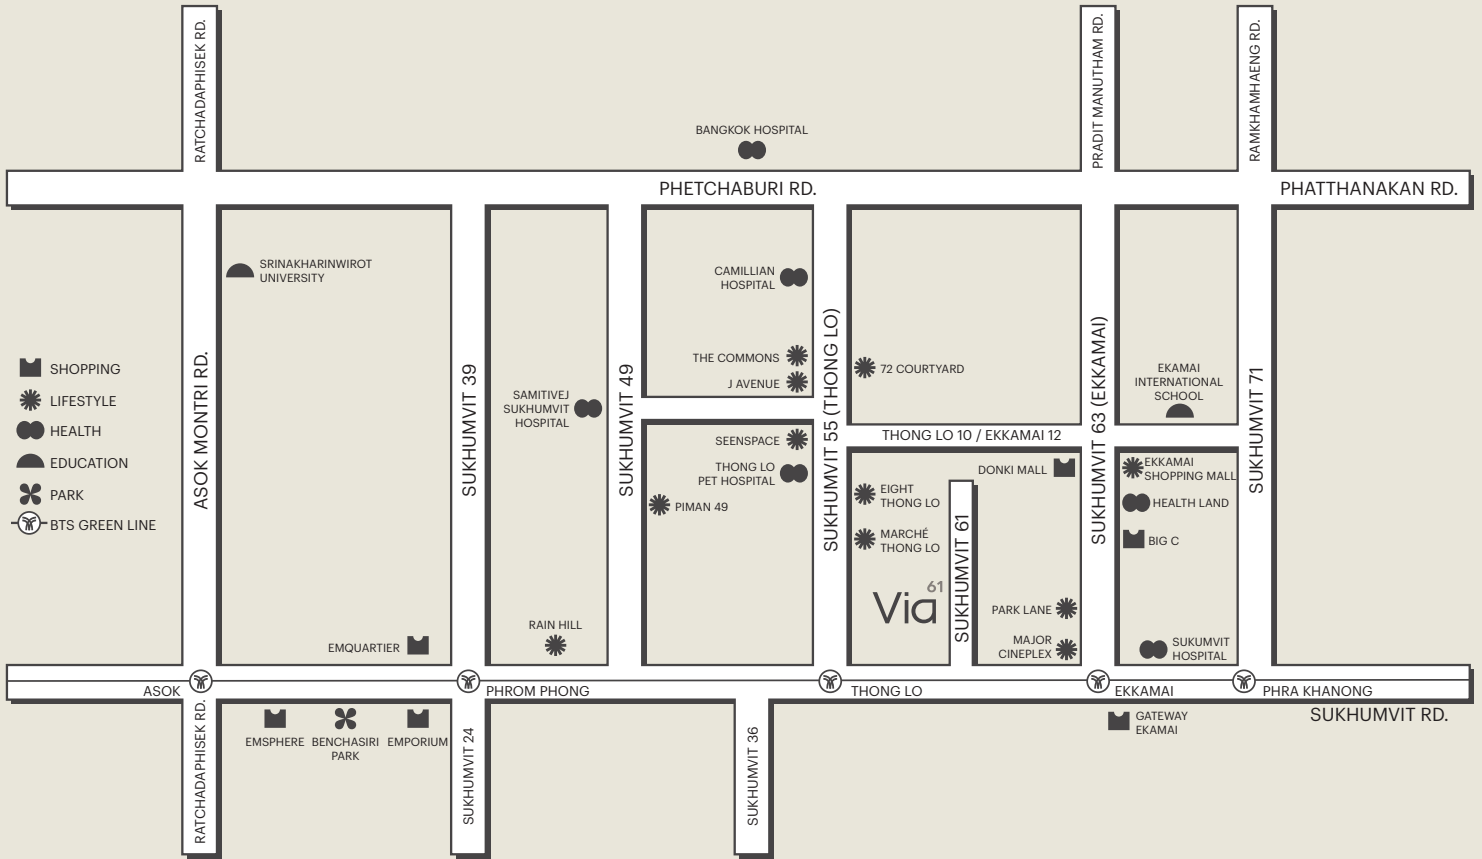 RATCHADAPHISEK RD.
PRADIT MANUTHAM RD.
RAMKHAMHAENG RD.
BANGKOK HOSPITAL
PHETCHABURI RD.
PHATTHANAKAN RD.
SRINAKHARINWIROT
UNIVERSITY
CAMILLIAN
HOSPITAL
THE COMMONS
J AVENUE
72 COURTYARD
EKAMAI
INTERNATIONAL
SCHOOL
SHOPPING
LIFESTYLE
HEALTH
EDUCATION
PARK
BTS GREEN LINE
ASOK MONTRI RD.
SUKHUMVIT 39
SAMITIVEJ
SUKHUMVIT
HOSPITAL
SUKHUMVIT 49
SUKHUMVIT 55 (THONG LO)
SUKHUMVIT 63 (EKKAMAI)
SUKHUMVIT 71
THONG LO 10 / EKKAMAI 12
SEENSPACE
THONG LO
PET HOSPITAL
PIMAN 49
DONKI MALL
EKKAMAI
SHOPPING MALL
HEALTH LAND
BIG C
EIGHT
THONG LO
MARCHÉ
THONG LO
Via 61
SUKHUMVIT 61
PARK LANE
MAJOR
CINEPLEX
SUKUMVIT
HOSPITAL
RAIN HILL
EMQUARTIER
ASOK
PHROM PHONG
THONG LO
EKKAMAI
PHRA KHANONG
SUKHUMVIT RD.
GATEWAY
EKAMAI
EMSPHERE
BENCHASIRI
PARK
EMPORIUM
RATCHADAPHISEK RD.
SUKHUMVIT 24
SUKHUMVIT 36